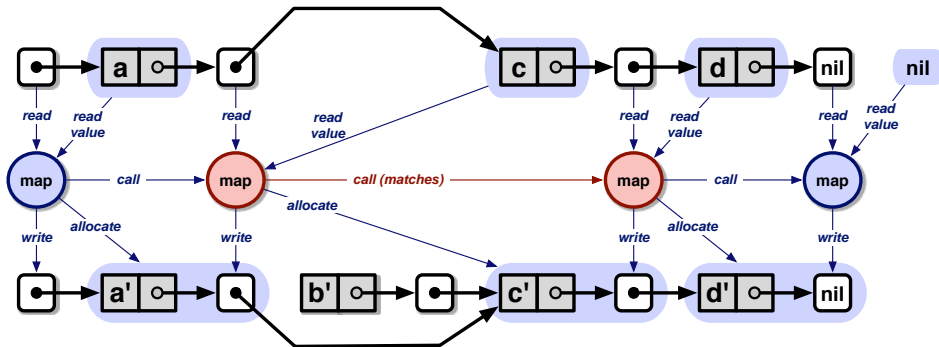 a
c
d
nil
nil
read
read
value
read
read
value
read
read
value
read
read
value
map
call
map
call (matches)
map
call
map
write
allocate
write
allocate
write
allocate
write
a'
b'
c'
d'
nil